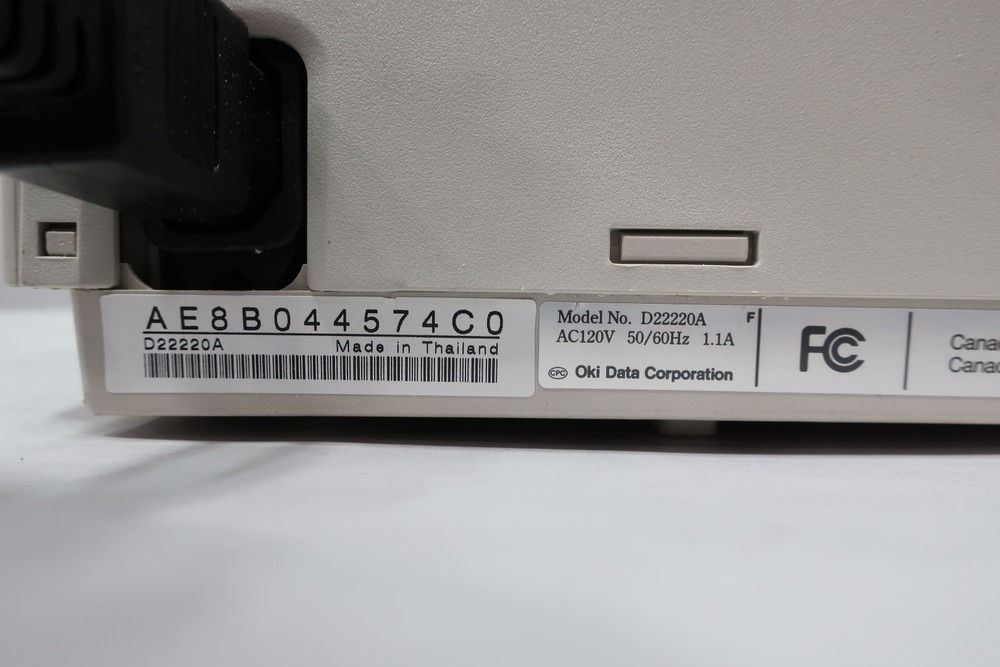 AE8B044574C0
D22220A Made in Thailand
Model No. D22220A F
AC120V 50/60Hz 1.1A
CPC Oki Data Corporation
FC